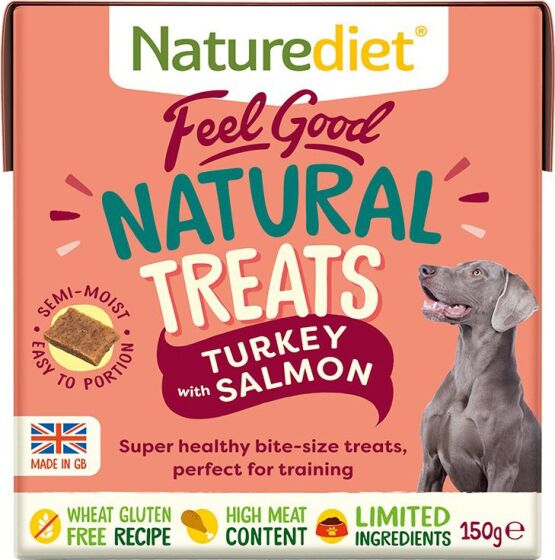 Naturediet®
Feel Good
NATURAL
TREATS
TURKEY
with SALMON
SEMI-MOIST
• EASY TO PORTION •
MADE IN GB
Super healthy bite-size treats,
perfect for training
WHEAT GLUTEN
FREE RECIPE
HIGH MEAT
CONTENT
LIMITED
INGREDIENTS
150g℮